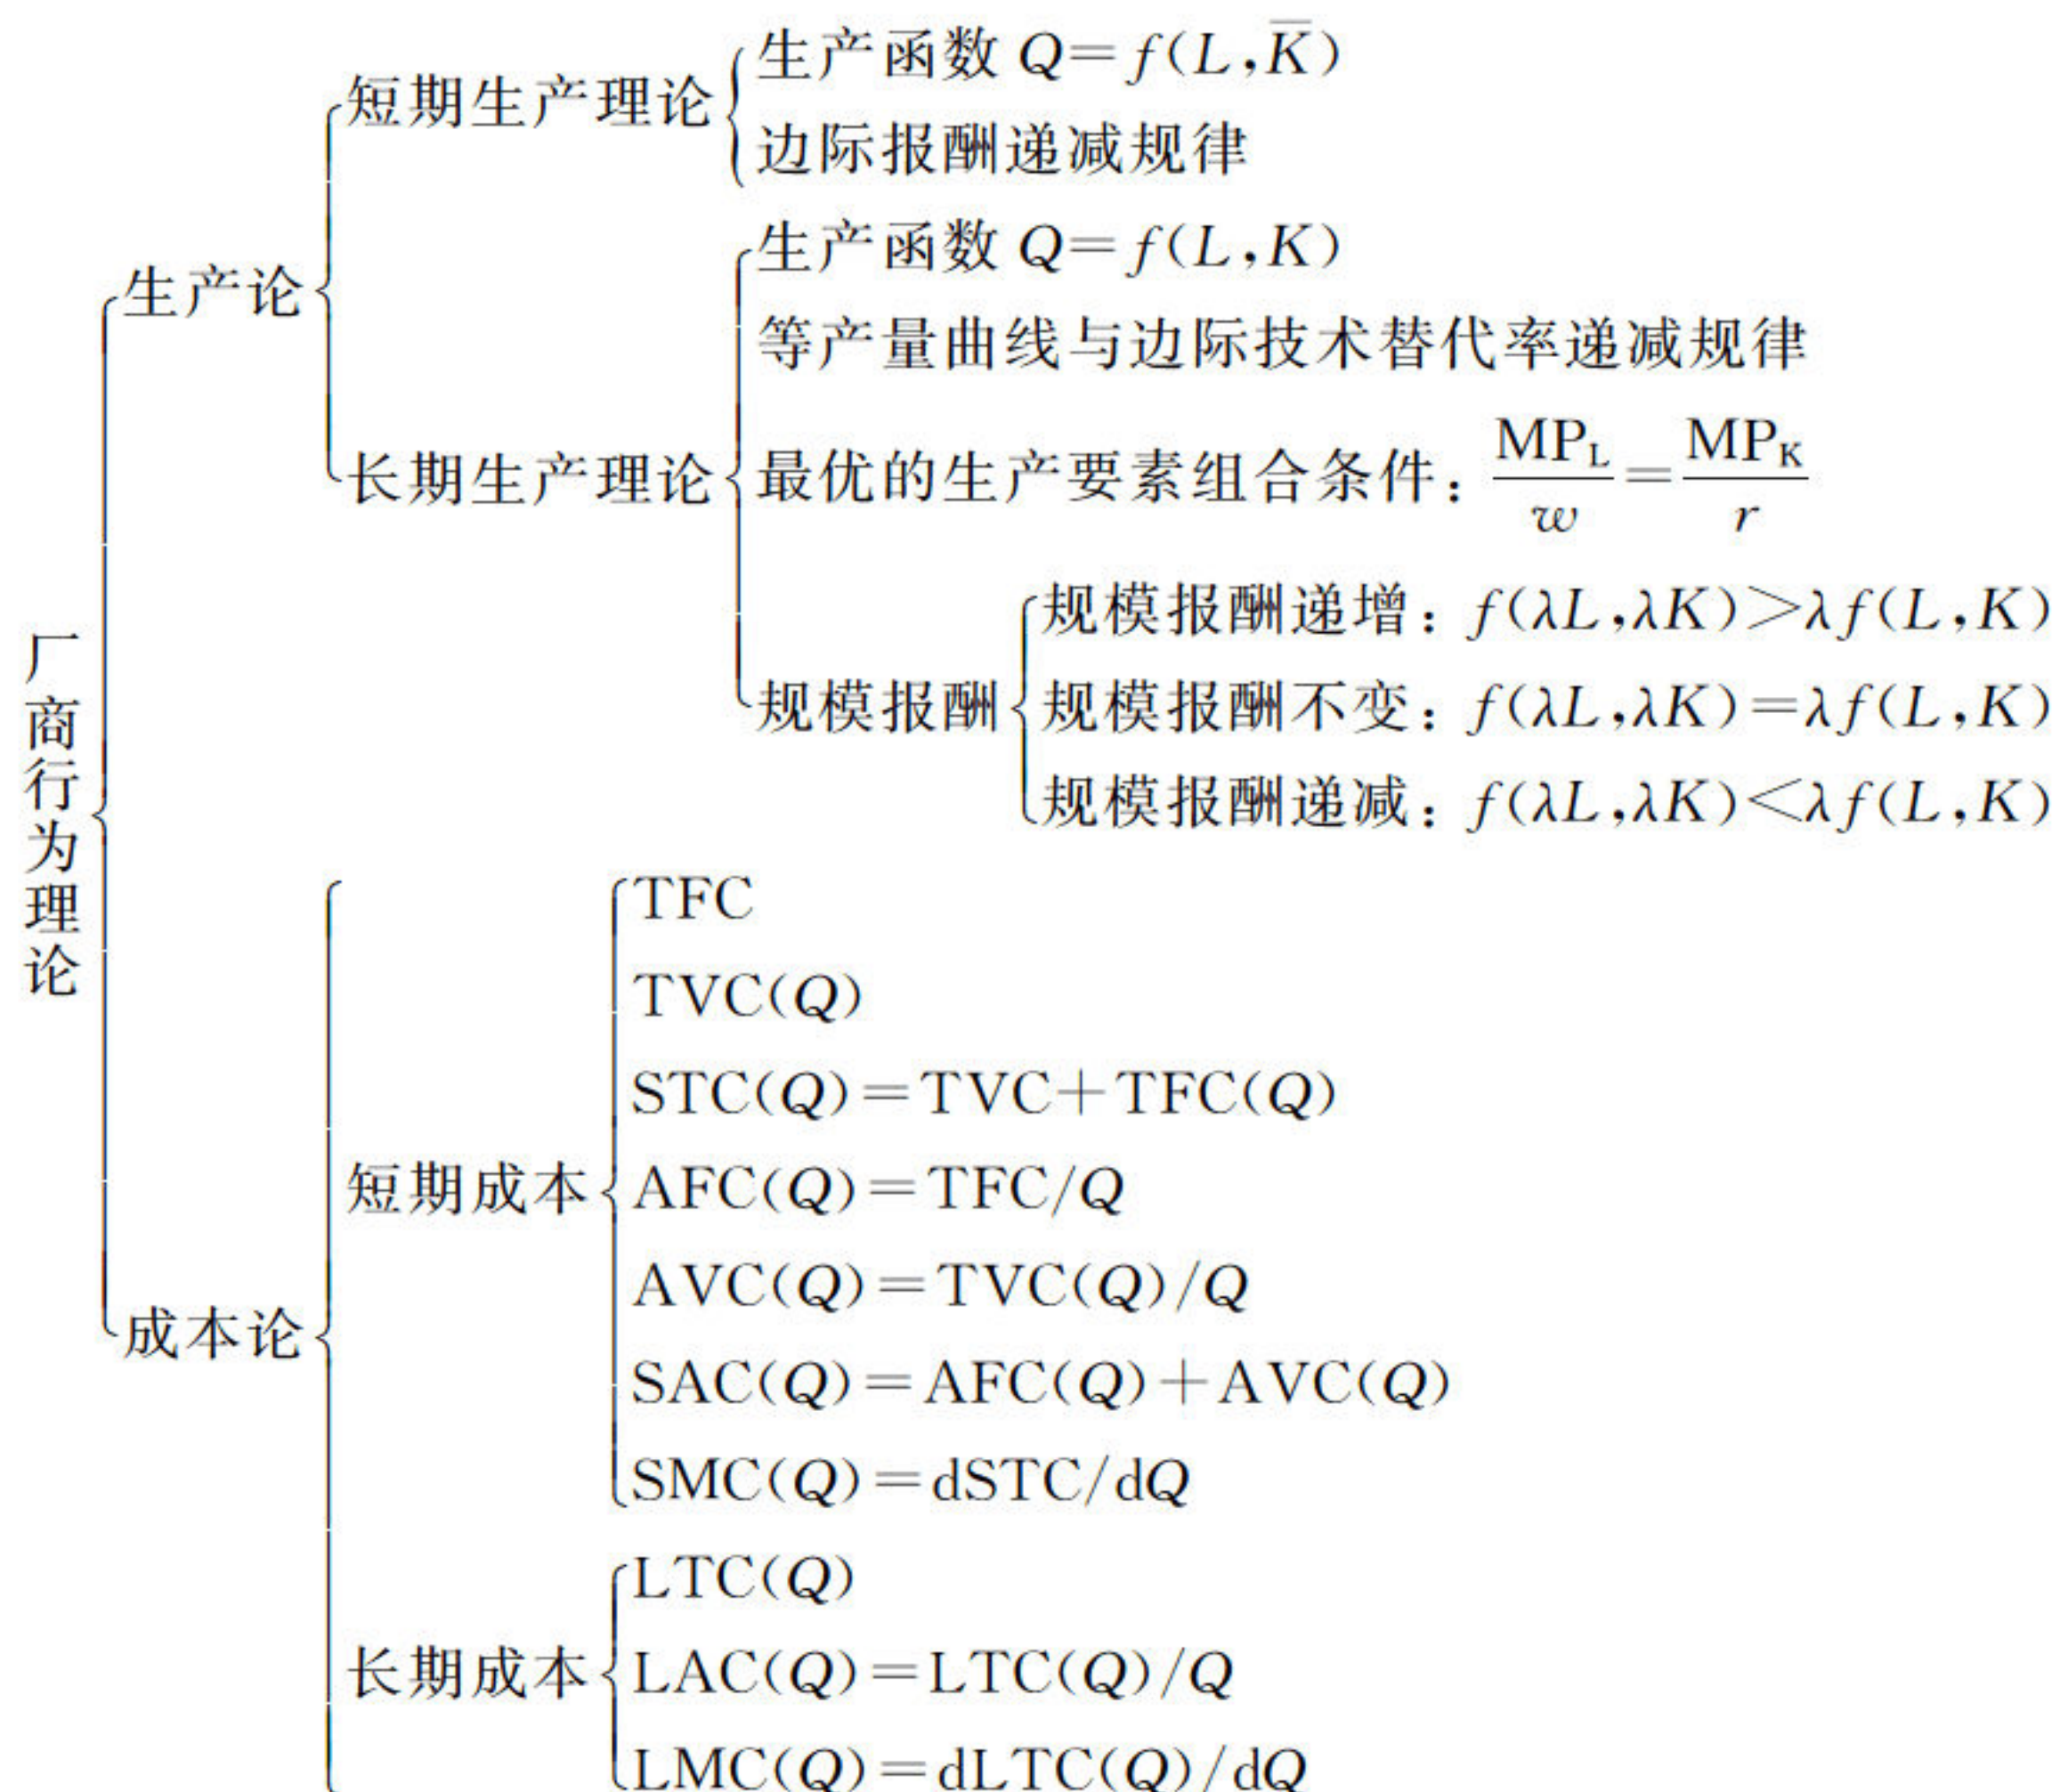 厂商行为理论
生产论
短期生产理论
生产函数 Q=f(L,K̅)
边际报酬递减规律
长期生产理论
生产函数 Q=f(L,K)
等产量曲线与边际技术替代率递减规律
最优的生产要素组合条件：MP_L/w=MP_K/r
规模报酬
规模报酬递增：f(λL,λK)>λf(L,K)
规模报酬不变：f(λL,λK)=λf(L,K)
规模报酬递减：f(λL,λK)<λf(L,K)
成本论
短期成本
TFC
TVC(Q)
STC(Q)=TVC+TFC(Q)
AFC(Q)=TFC/Q
AVC(Q)=TVC(Q)/Q
SAC(Q)=AFC(Q)+AVC(Q)
SMC(Q)=dSTC/dQ
长期成本
LTC(Q)
LAC(Q)=LTC(Q)/Q
LMC(Q)=dLTC(Q)/dQ